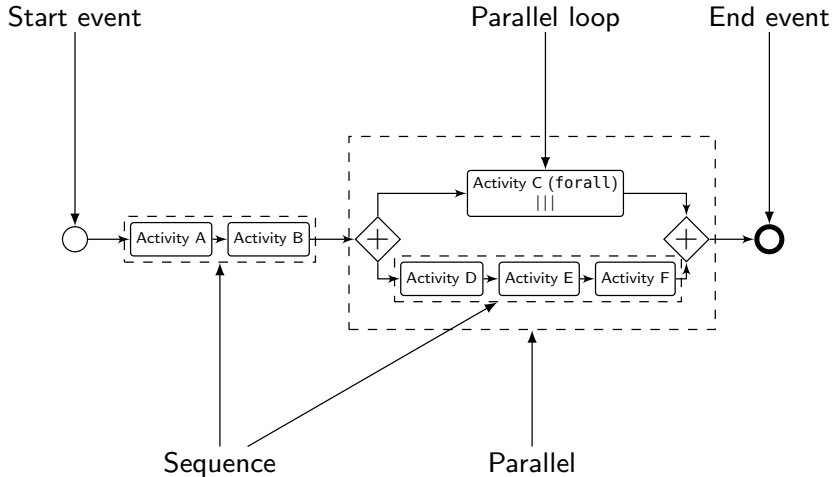 Start event
Parallel loop
End event
Activity C (forall)
Activity A
Activity B
Activity D
Activity E
Activity F
Sequence
Parallel